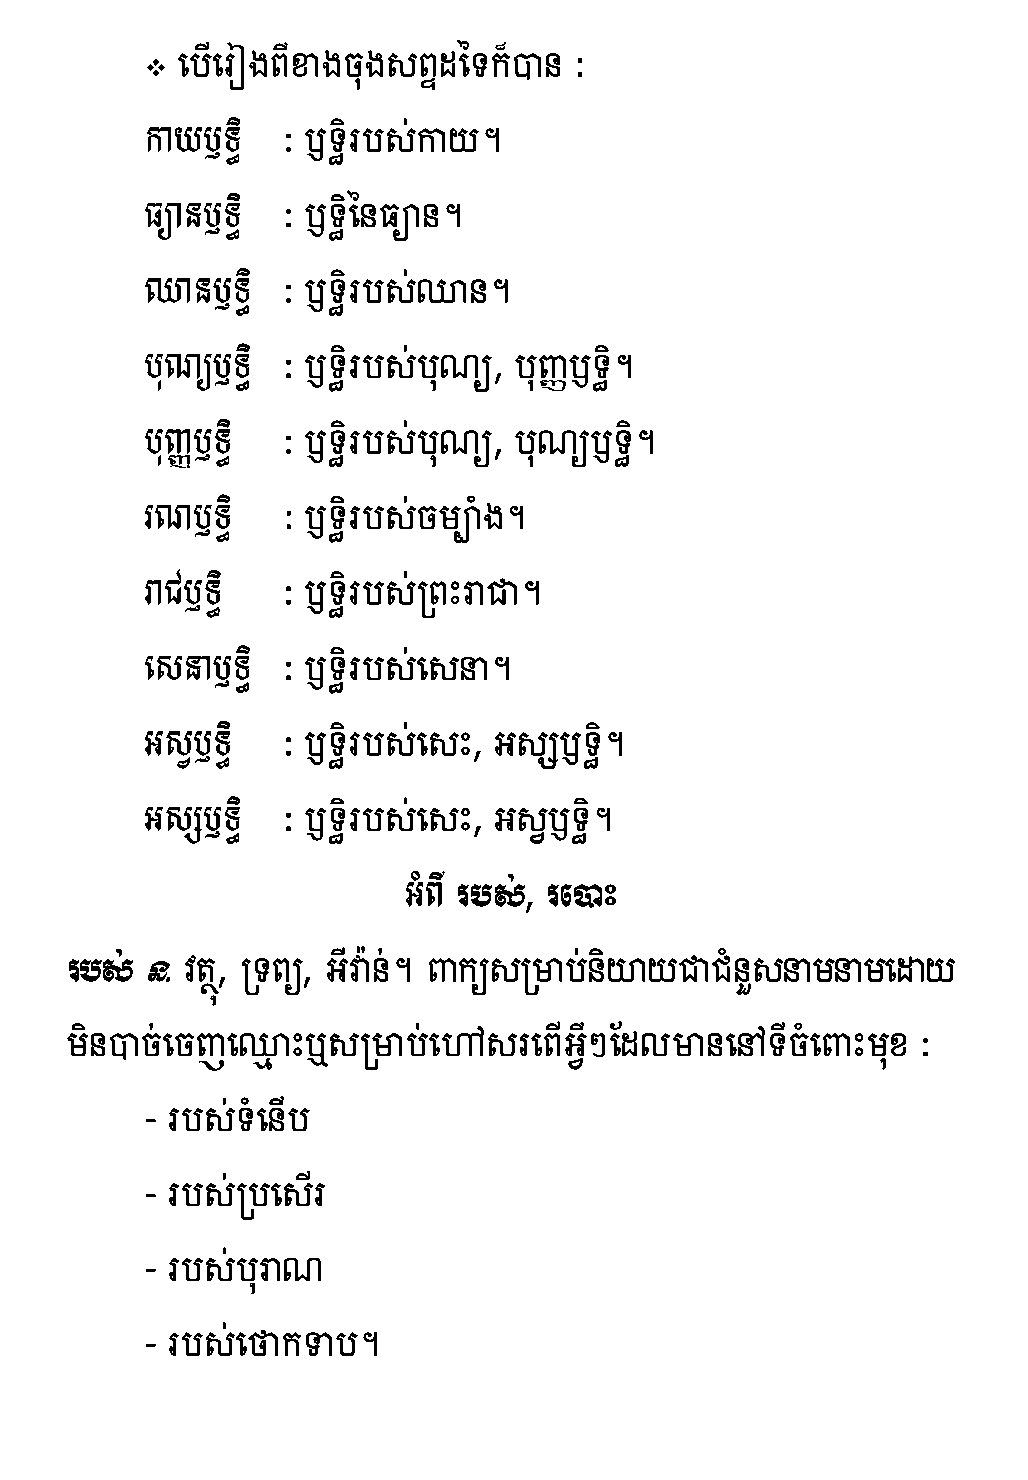 ❖ បើរៀងពីខាងចុងសព្ទដទៃក៏បាន :
កាយឫទ្ធិ : ឫទ្ធិរបស់កាយ។
ធ្យានឫទ្ធិ : ឫទ្ធិនៃធ្យាន។
ឈានឫទ្ធិ : ឫទ្ធិរបស់ឈាន។
បុណ្យឫទ្ធិ : ឫទ្ធិរបស់បុណ្យ, បុញ្ញឫទ្ធិ។
បុញ្ញឫទ្ធិ : ឫទ្ធិរបស់បុណ្យ, បុណ្យឫទ្ធិ។
រណឫទ្ធិ : ឫទ្ធិរបស់ចម្បាំង។
រាជឫទ្ធិ : ឫទ្ធិរបស់ព្រះរាជា។
សេនាឫទ្ធិ : ឫទ្ធិរបស់សេនា។
អស្វឫទ្ធិ : ឫទ្ធិរបស់សេះ, អស្សឫទ្ធិ។
អស្សឫទ្ធិ : ឫទ្ធិរបស់សេះ, អស្វឫទ្ធិ។
អំពី របស់, របោះ
របស់ ន. វត្ថុ, ទ្រព្យ, អីវ៉ាន់។ ពាក្យសម្រាប់និយាយជាជំនួសនាមនាមដោយ
មិនបាច់ចេញឈ្មោះឬសម្រាប់ហៅសរពើអ្វីៗដែលមាននៅទីចំពោះមុខ :
- របស់ទំនើប
- របស់ប្រសើរ
- របស់បុរាណ
- របស់ថោកទាប។